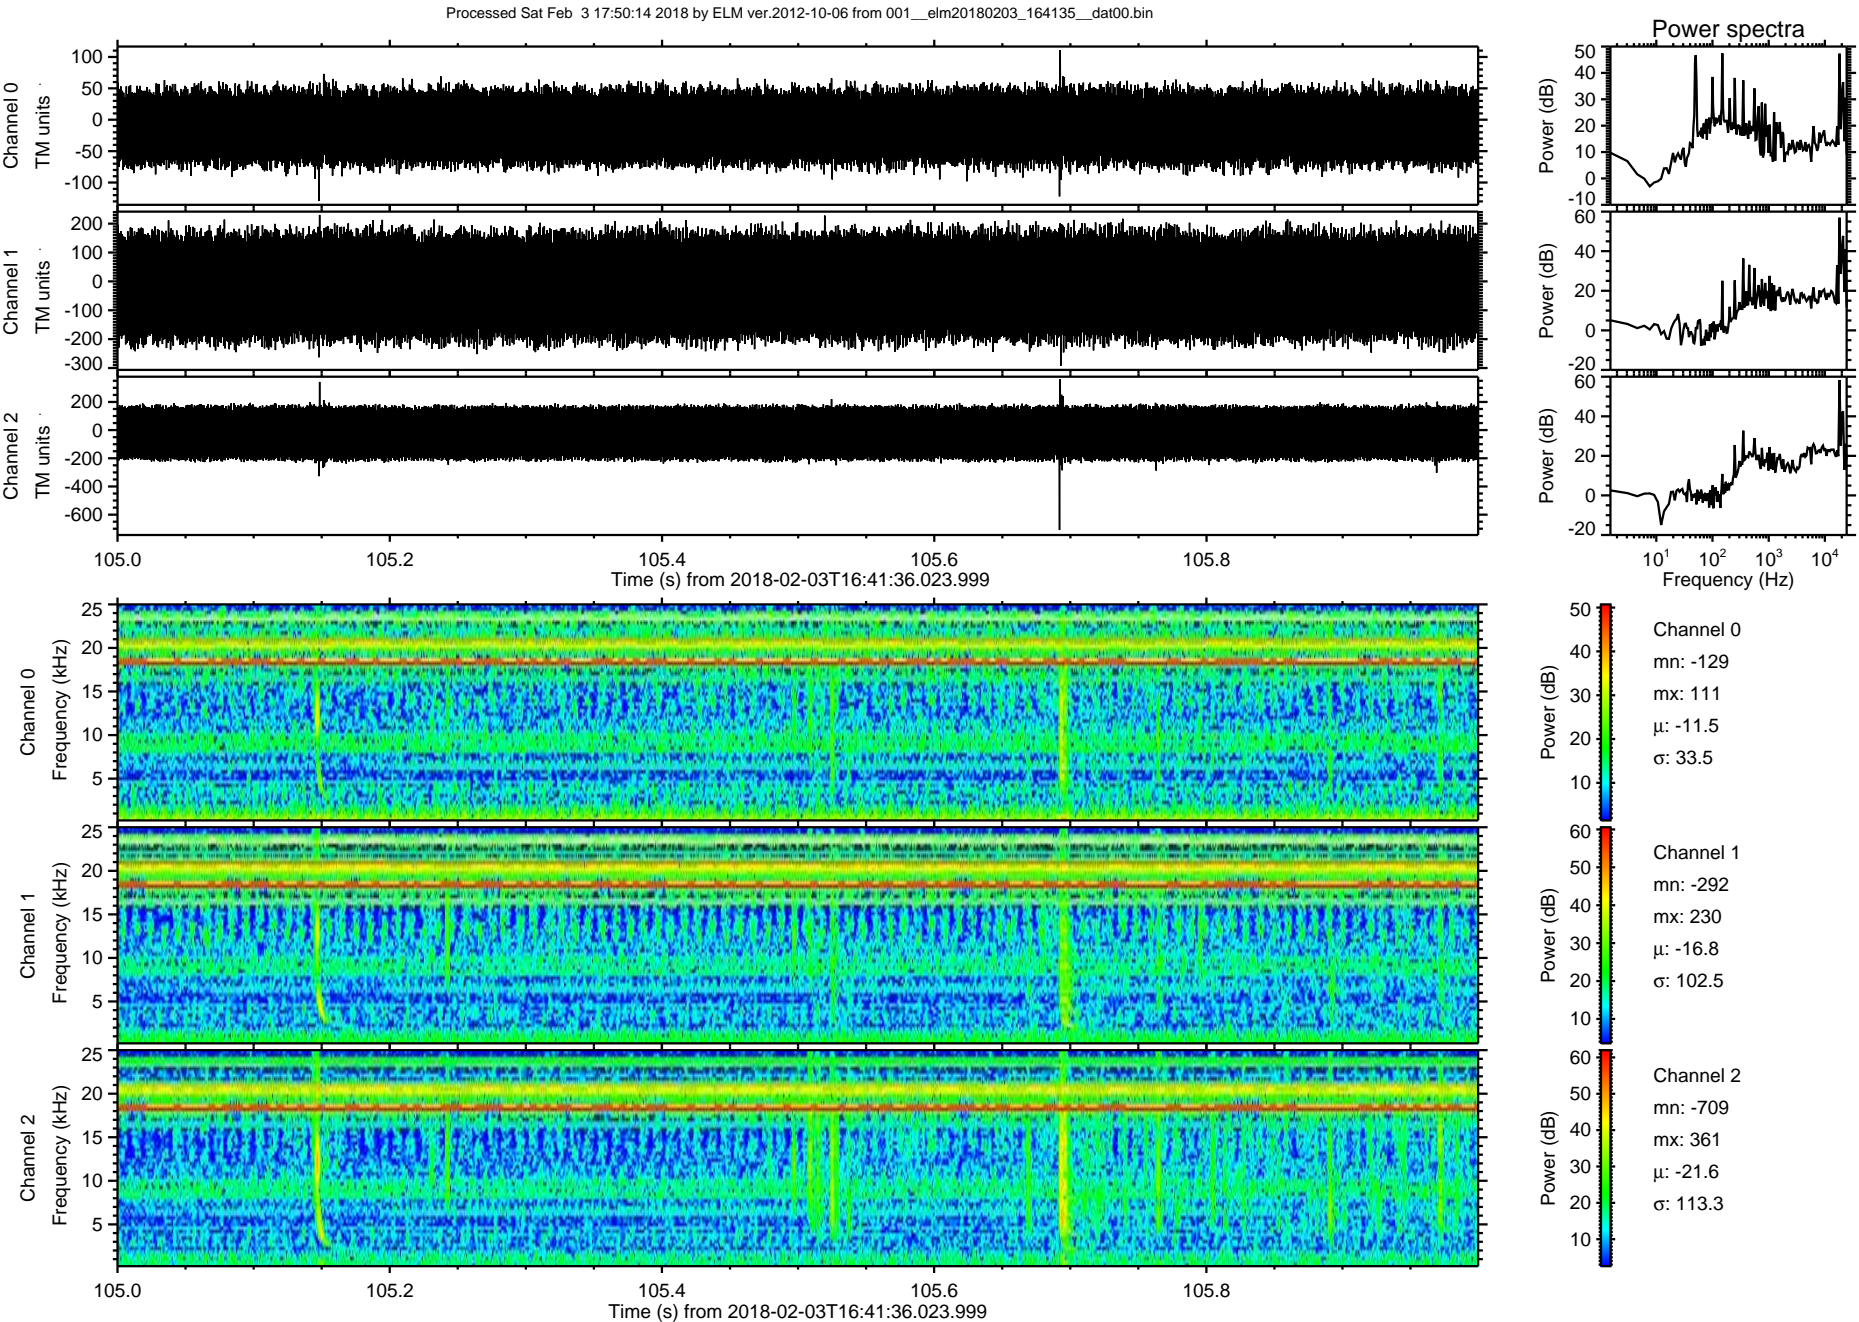 Processed Sat Feb  3 17:50:14 2018 by ELM ver.2012-10-06 from 001__elm20180203_164135__dat00.bin
Power spectra
Channel 0
TM units
100
50
0
-50
-100
Power (dB)
50
40
30
20
10
0
-10
Channel 1
TM units
200
100
0
-100
-200
-300
Power (dB)
60
40
20
0
-20
Channel 2
TM units
200
0
-200
-400
-600
Power (dB)
60
40
20
0
-20
105.0 105.2 105.4 105.6 105.8
Time (s) from 2018-02-03T16:41:36.023.999
10^1 10^2 10^3 10^4
Frequency (Hz)
Channel 0
Frequency (kHz)
25
20
15
10
5
Power (dB)
50
40
30
20
10
Channel 0
mn: -129
mx: 111
μ: -11.5
σ: 33.5
Channel 1
Frequency (kHz)
25
20
15
10
5
Power (dB)
60
50
40
30
20
10
Channel 1
mn: -292
mx: 230
μ: -16.8
σ: 102.5
Channel 2
Frequency (kHz)
25
20
15
10
5
Power (dB)
60
50
40
30
20
10
Channel 2
mn: -709
mx: 361
μ: -21.6
σ: 113.3
105.0 105.2 105.4 105.6 105.8
Time (s) from 2018-02-03T16:41:36.023.999